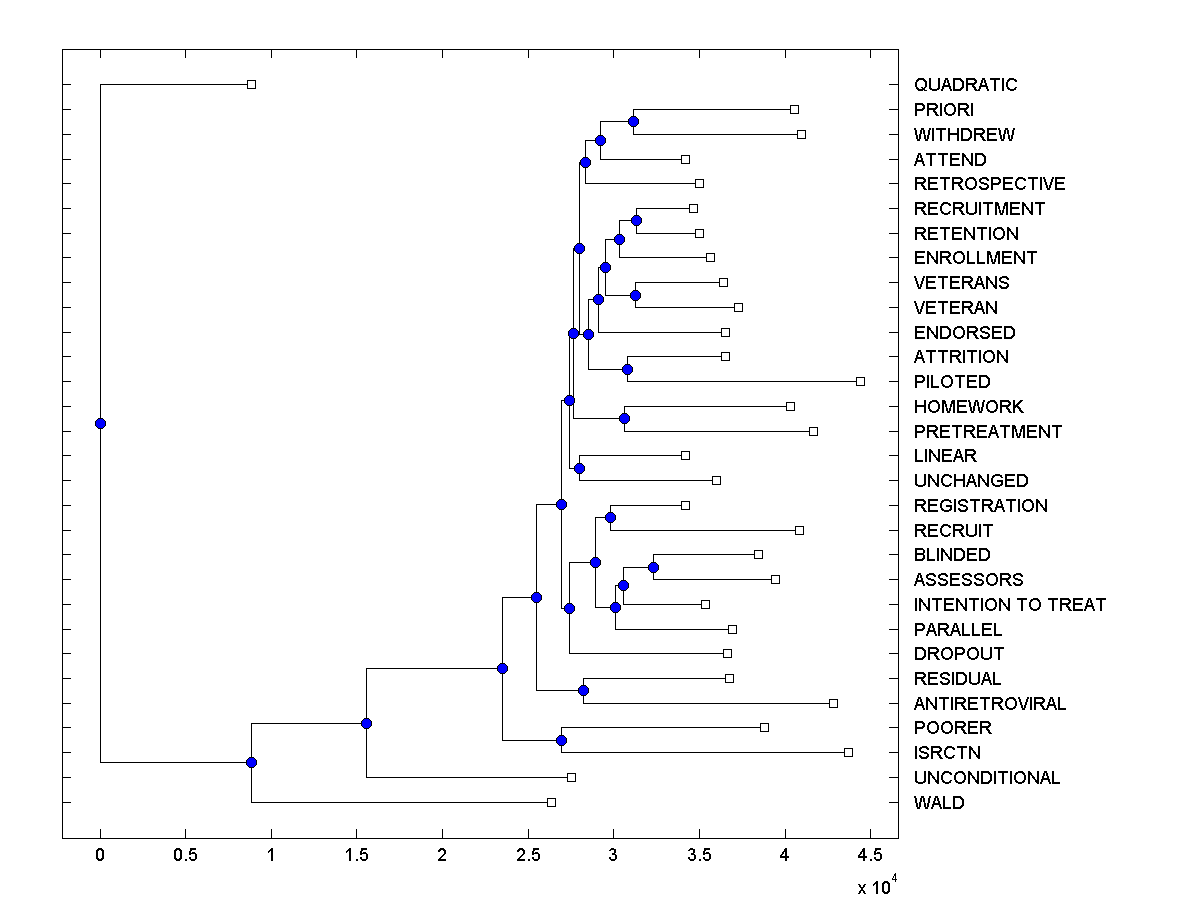 QUADRATIC
PRIORI
WITHDREW
ATTEND
RETROSPECTIVE
RECRUITMENT
RETENTION
ENROLLMENT
VETERANS
VETERAN
ENDORSED
ATTRITION
PILOTED
HOMEWORK
PRETREATMENT
LINEAR
UNCHANGED
REGISTRATION
RECRUIT
BLINDED
ASSESSORS
INTENTION TO TREAT
PARALLEL
DROPOUT
RESIDUAL
ANTIRETROVIRAL
POORER
ISRCTN
UNCONDITIONAL
WALD
0 0.5 1 1.5 2 2.5 3 3.5 4 4.5
x 10^4